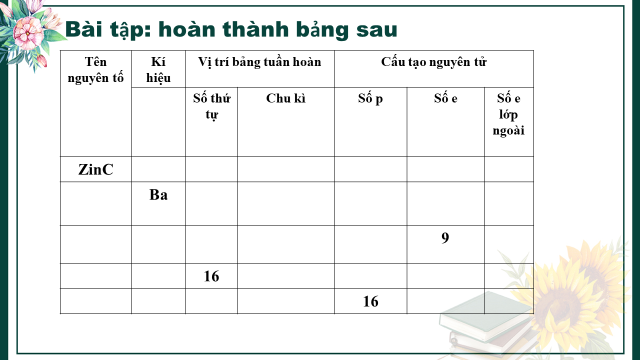 Bài tập: hoàn thành bảng sau
Tên nguyên tố
Kí hiệu
Vị trí bảng tuần hoàn
Cấu tạo nguyên tử
Số thứ tự
Chu kì
Số p
Số e
Số e lớp ngoài
ZinC
Ba
9
16
16